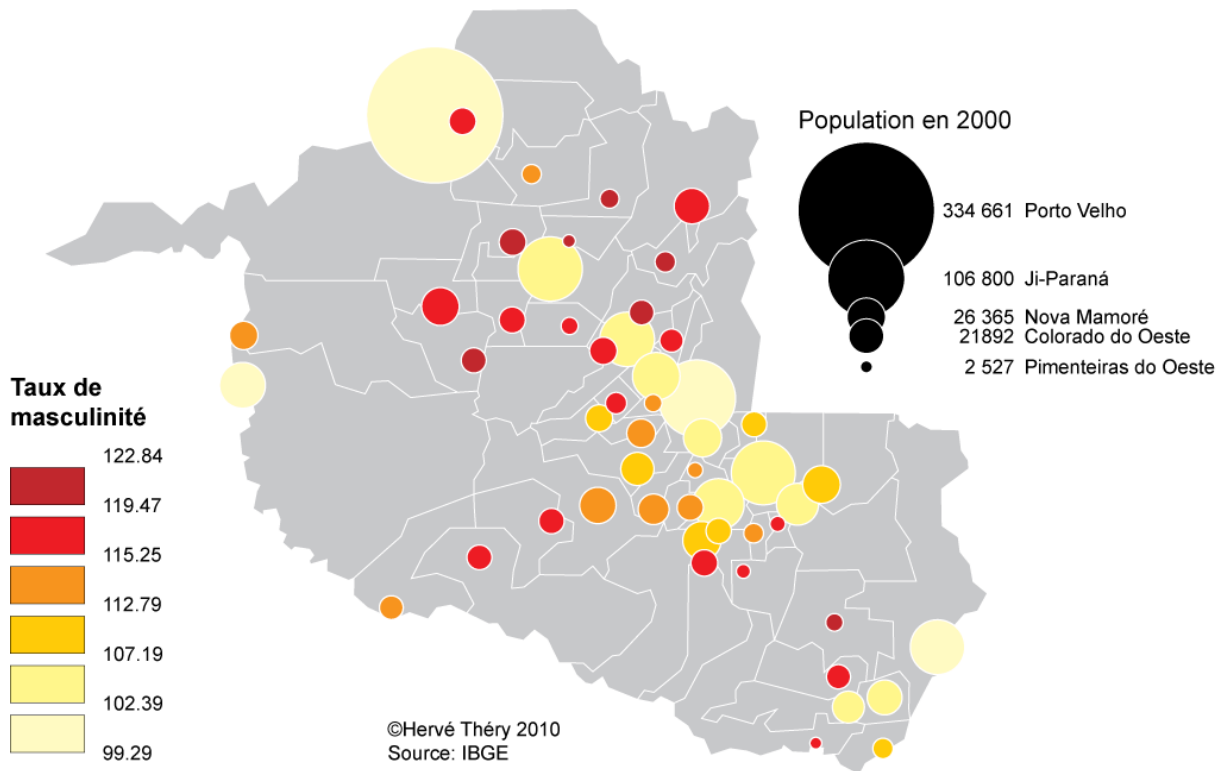 Population en 2000
334 661 Porto Velho
106 800 Ji-Paraná
26 365 Nova Mamoré
21892 Colorado do Oeste
2 527 Pimenteiras do Oeste
Taux de
masculinité
122.84
119.47
115.25
112.79
107.19
102.39
99.29
©Hervé Théry 2010
Source: IBGE